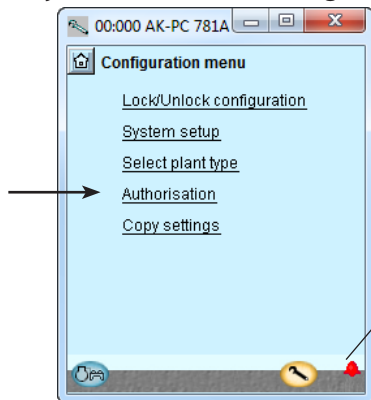 00:000 AK-PC 781A
Configuration menu
Lock/Unlock configuration
System setup
Select plant type
Authorisation
Copy settings